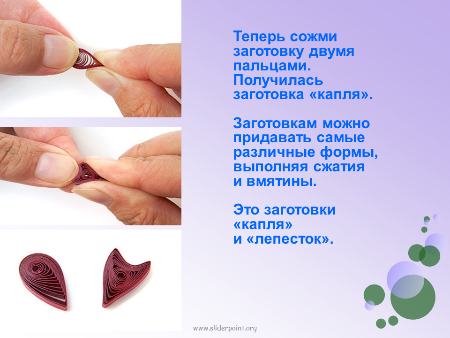 Теперь сожми
заготовку двумя
пальцами.
Получилась
заготовка «капля».
Заготовкам можно
придавать самые
различные формы,
выполняя сжатия
и вмятины.
Это заготовки
«капля»
и «лепесток».
www.sliderpoint.org